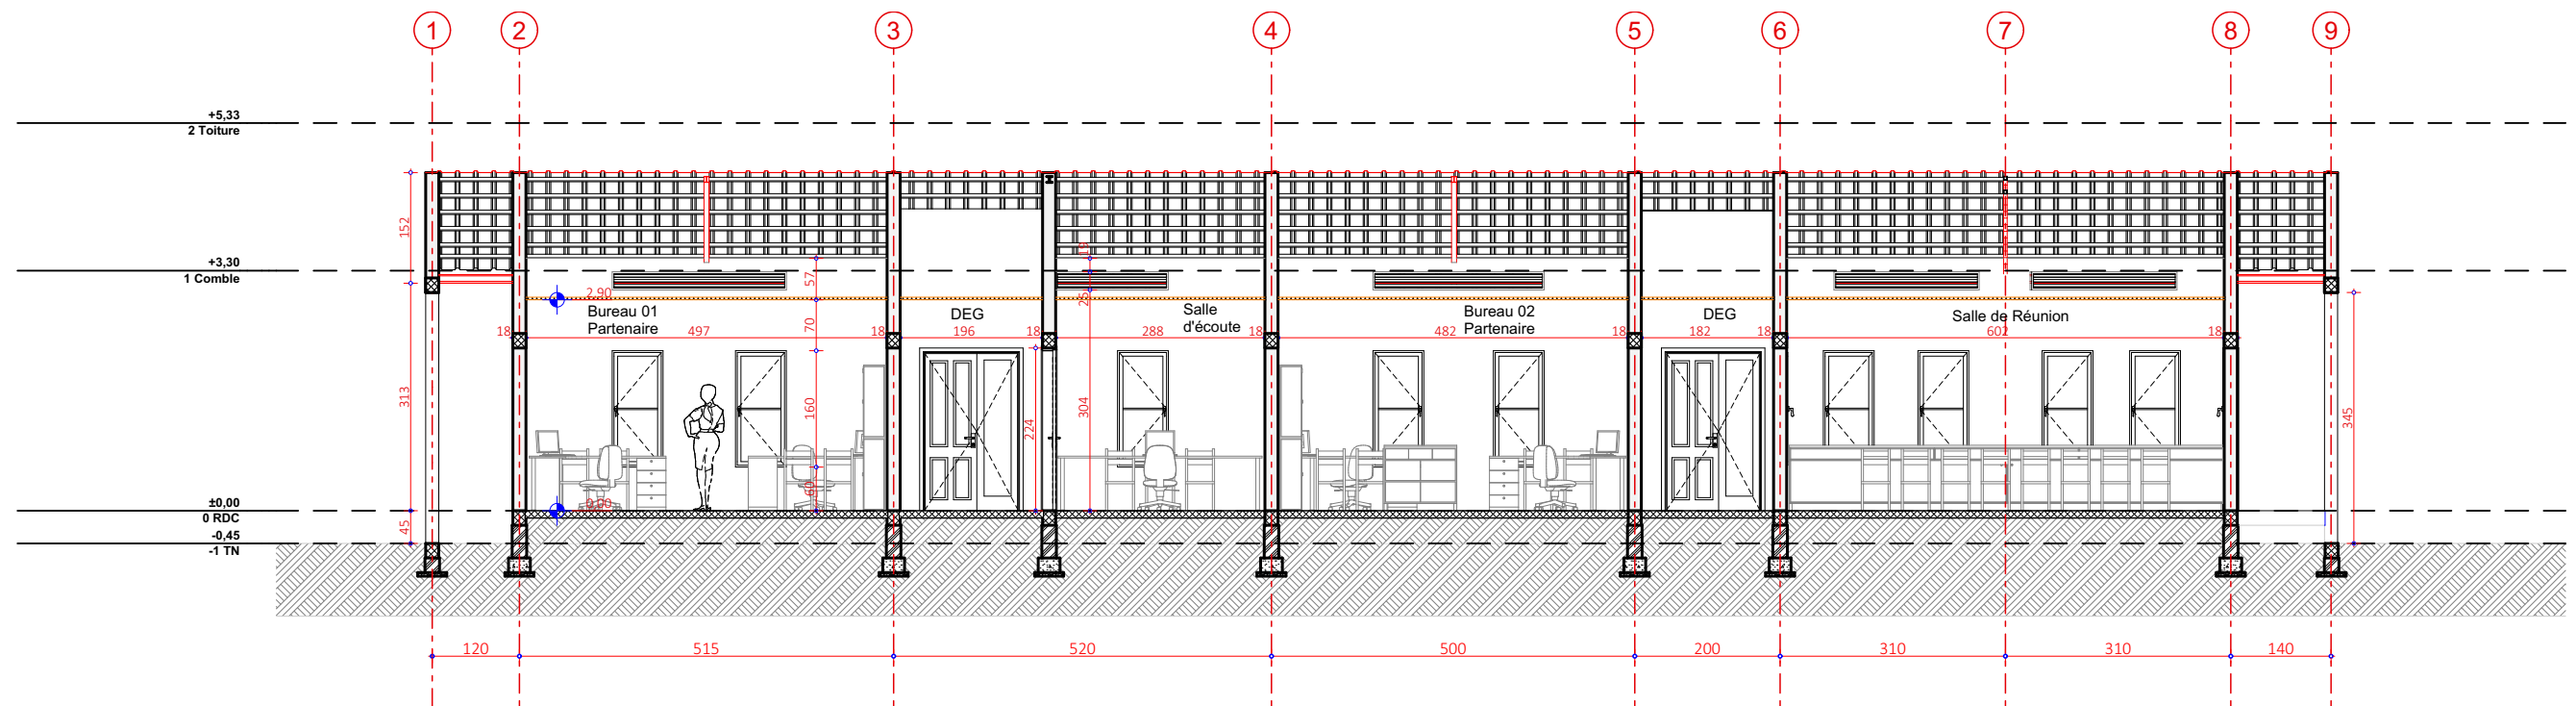 1 2 3 4 5 6 7 8 9
+5,33
2 Toiture
152
+3,30
1 Comble
57
19
25
2,90
Bureau 01
Partenaire
DEG
Salle
d'écoute
Bureau 02
Partenaire
DEG
Salle de Réunion
18 497 18 196 18 288 18 482 18 182 18 602 18
70
313
160
224
304
345
60
±0,00
0 RDC
0,00
45
-0,45
-1 TN
120 515 520 500 200 310 310 140